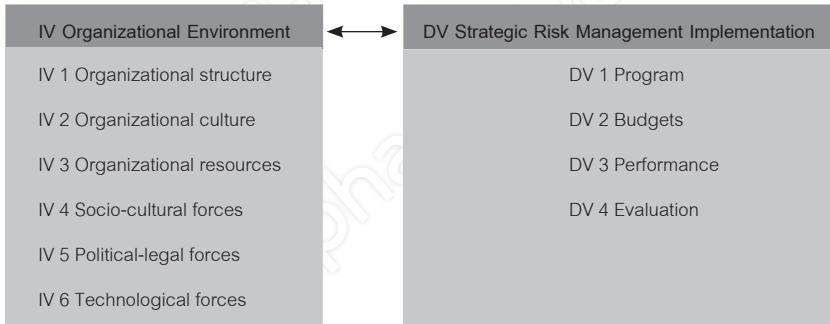 IV Organizational Environment
IV 1 Organizational structure
IV 2 Organizational culture
IV 3 Organizational resources
IV 4 Socio-cultural forces
IV 5 Political-legal forces
IV 6 Technological forces
DV Strategic Risk Management Implementation
DV 1 Program
DV 2 Budgets
DV 3 Performance
DV 4 Evaluation